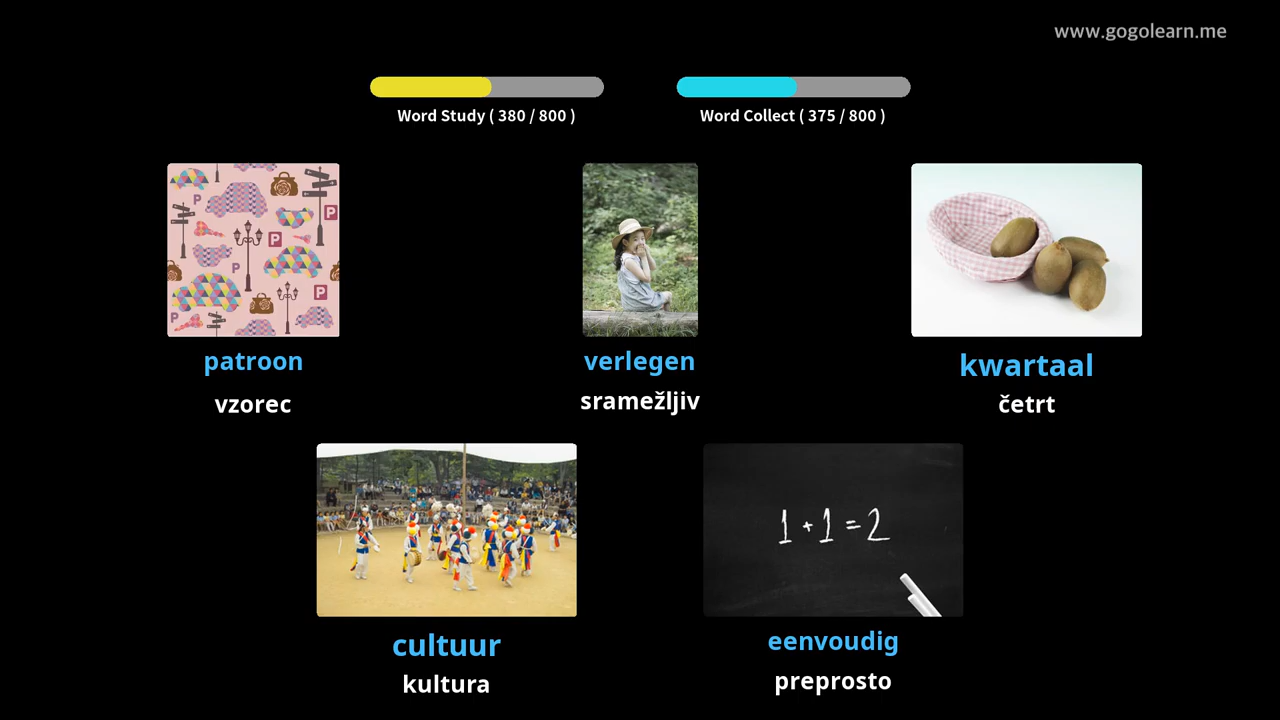 www.gogolearn.me
Word Study ( 380 / 800 )
Word Collect ( 375 / 800 )
P
P
P
P
P
P
patroon
vzorec
verlegen
sramežljiv
kwartaal
četrt
1 + 1 = 2
cultuur
kultura
eenvoudig
preprosto